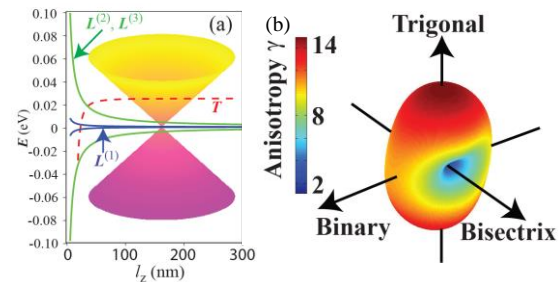 (a)
L(2), L(3)
T
L(1)
E (eV)
0.10
0.08
0.06
0.04
0.02
0
-0.02
-0.04
-0.06
-0.08
-0.10
0
100
200
300
lz (nm)
(b)
Anisotropy γ
14
8
2
Trigonal
Binary
Bisectrix